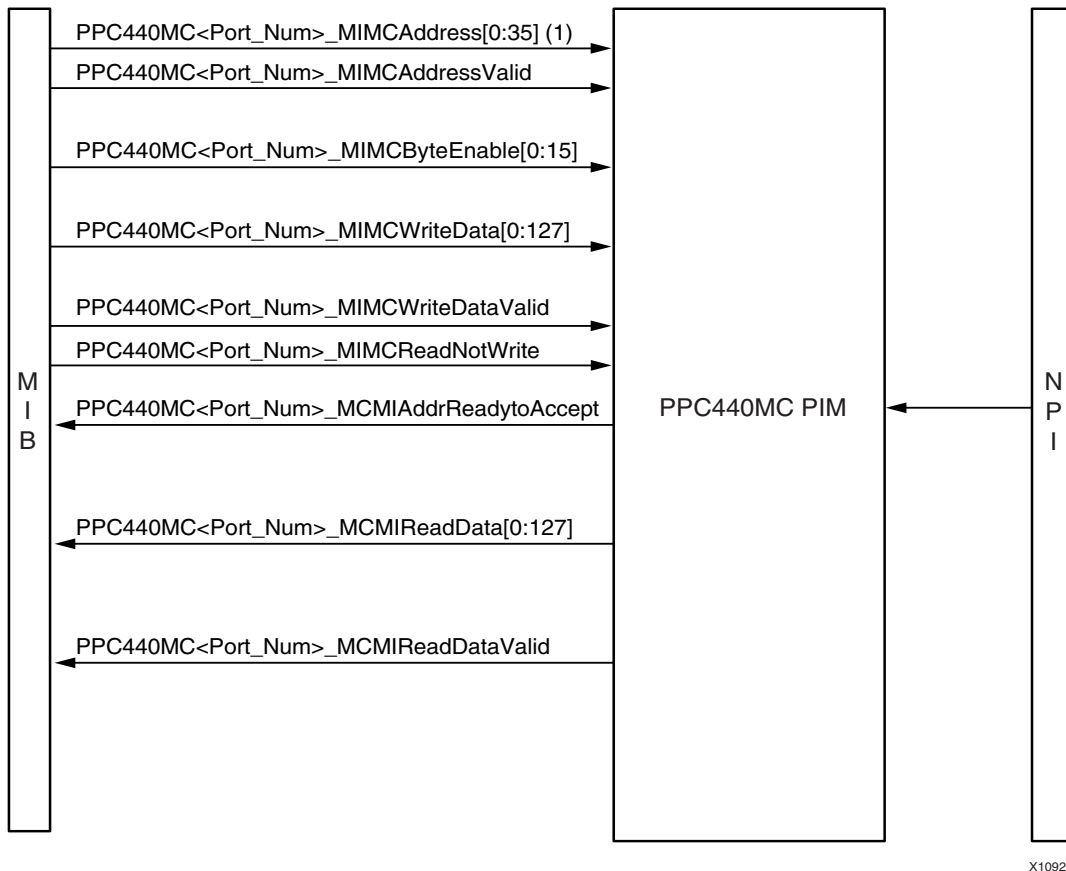 PPC440MC<Port_Num>_MIMCAddress[0:35] (1)
PPC440MC<Port_Num>_MIMCAddressValid
PPC440MC<Port_Num>_MIMCByteEnable[0:15]
PPC440MC<Port_Num>_MIMCWriteData[0:127]
PPC440MC<Port_Num>_MIMCWriteDataValid
PPC440MC<Port_Num>_MIMCReadNotWrite
PPC440MC<Port_Num>_MCMIAddrReadytoAccept
PPC440MC<Port_Num>_MCMIReadData[0:127]
PPC440MC<Port_Num>_MCMIReadDataValid
M
I
B
PPC440MC PIM
N
P
I
X1092